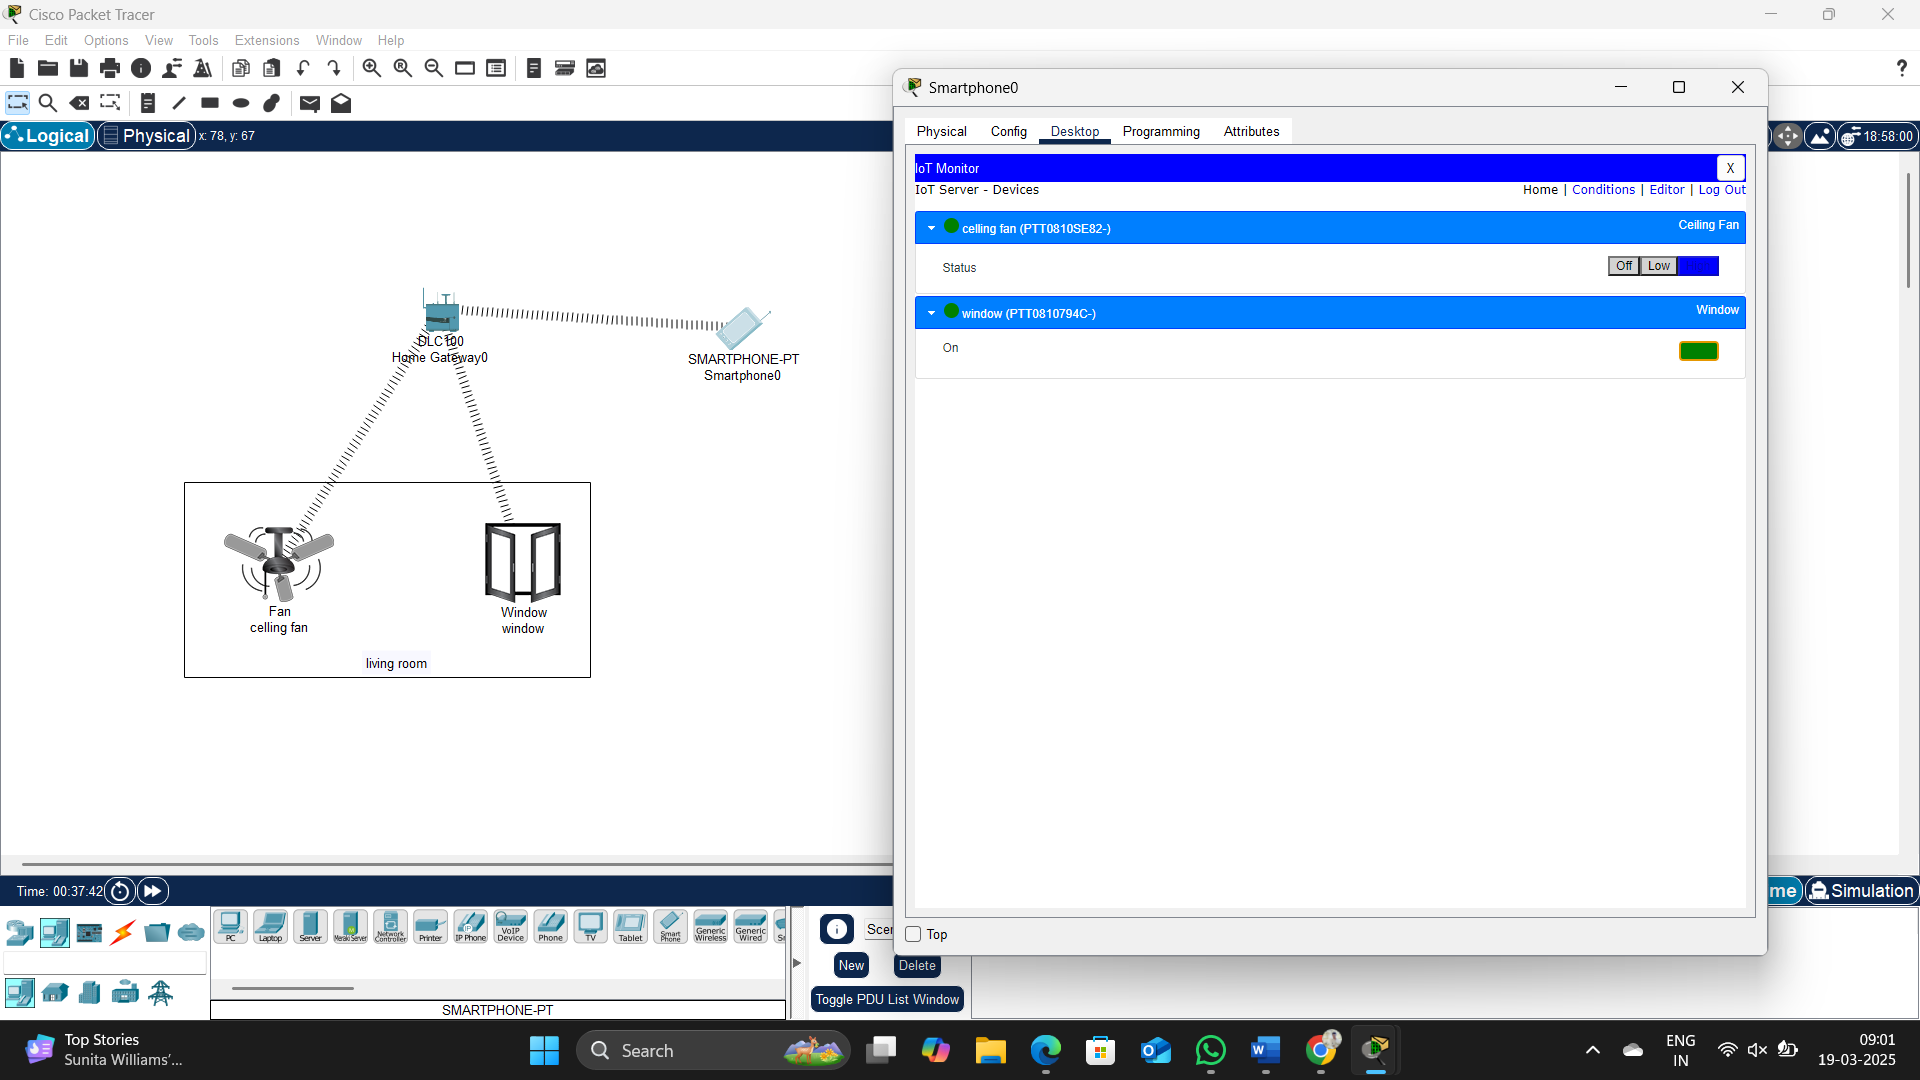 Cisco Packet Tracer
File Edit Options View Tools Extensions Window Help
Logical Physical x: 78, y: 67
18:58:00
DLC100
Home Gateway0
SMARTPHONE-PT
Smartphone0
Fan
celling fan
Window
window
living room
Smartphone0
Physical Config Desktop Programming Attributes
IoT Monitor X
IoT Server - Devices Home | Conditions | Editor | Log Out
celling fan (PTT0810SE82-) Ceiling Fan
Status Off Low
window (PTT0810794C-) Window
On
Top
Time: 00:37:42
me Simulation
PC Laptop Server Meraki Server Network Controller Printer IP Phone VoIP Device Phone TV Tablet Smart Phone Generic Wireless Generic Wired
SMARTPHONE-PT
Scer
New Delete
Toggle PDU List Window
Top Stories
Sunita Williams'...
Search
ENG
IN
09:01
19-03-2025